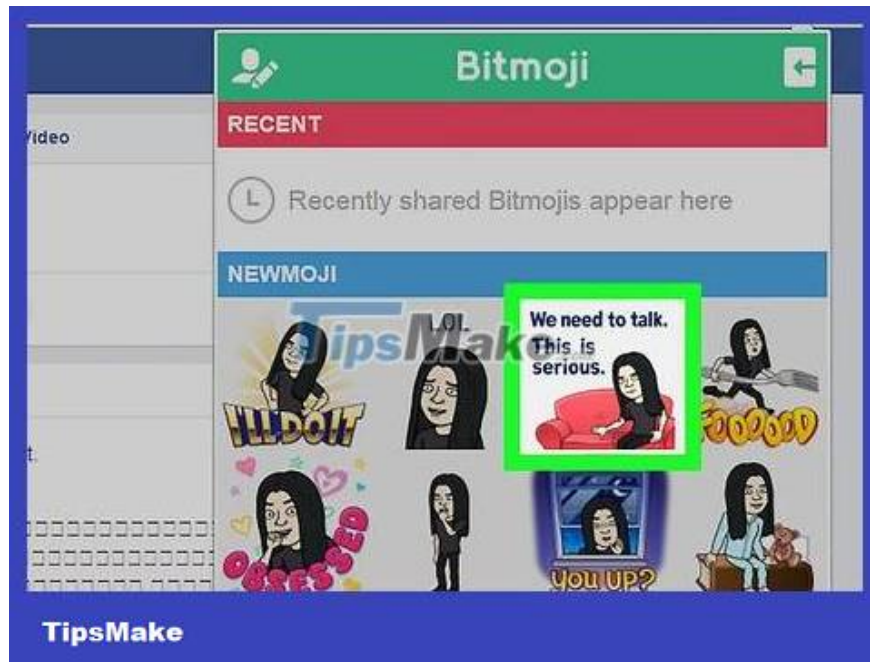 Bitmoji
/ideo
RECENT
Recently shared Bitmojis appear here
NEWMOJI
TipsMake
I'LL DO IT
LOL
We need to talk.
This is
serious.
FOOOOOD
t.
OBSESSED
YOU UP?
TipsMake